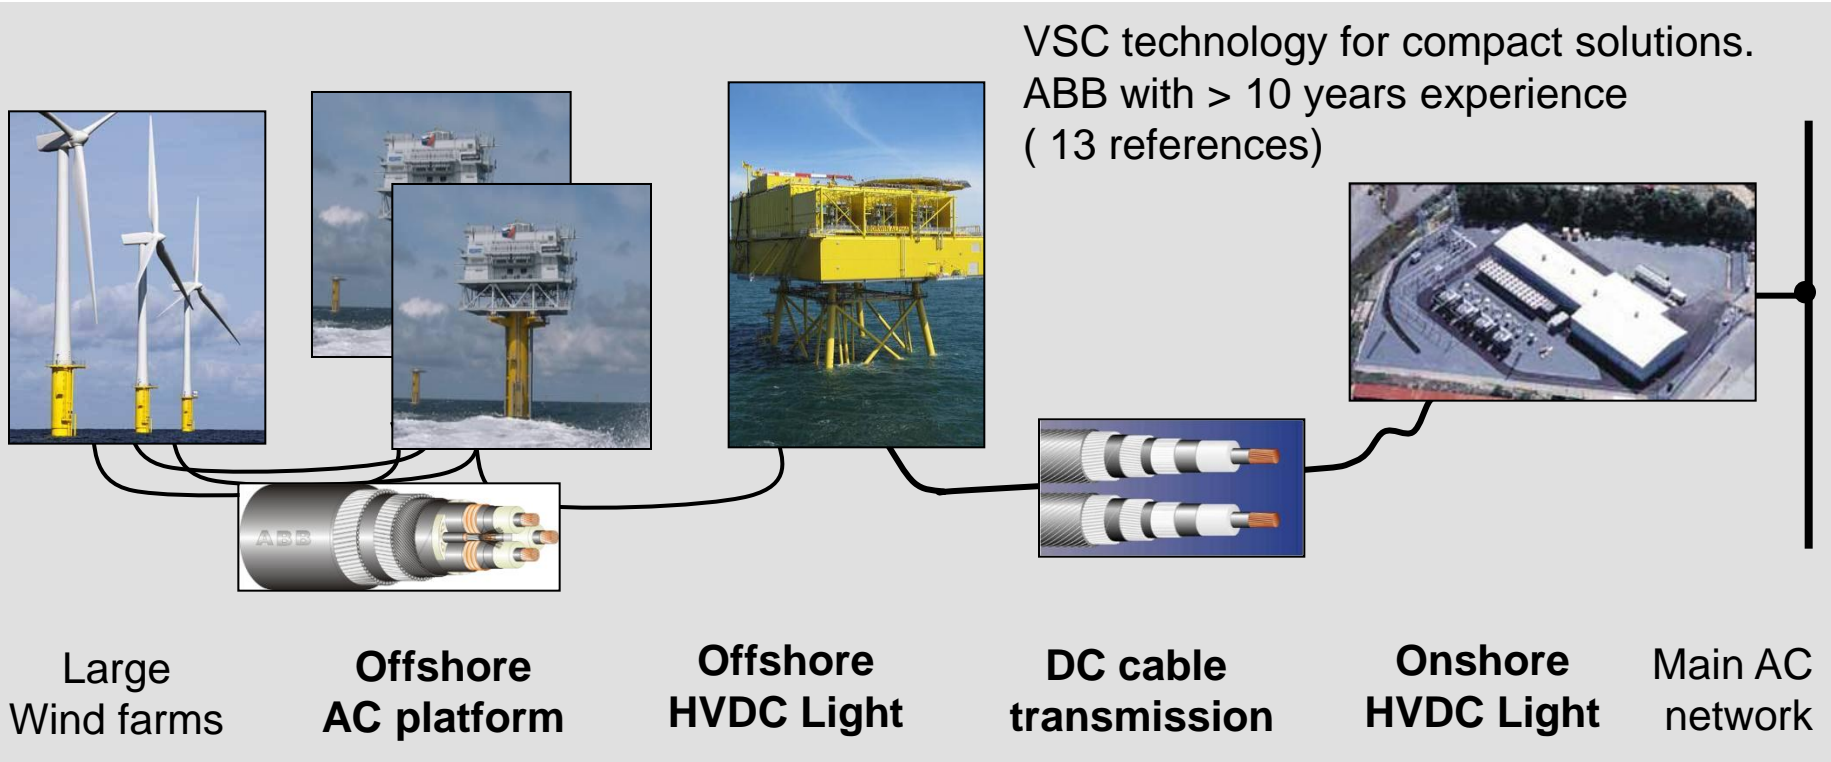 VSC technology for compact solutions.
ABB with > 10 years experience
( 13 references)
ABB
Large
Wind farms
Offshore
AC platform
Offshore
HVDC Light
DC cable
transmission
Onshore
HVDC Light
Main AC
network